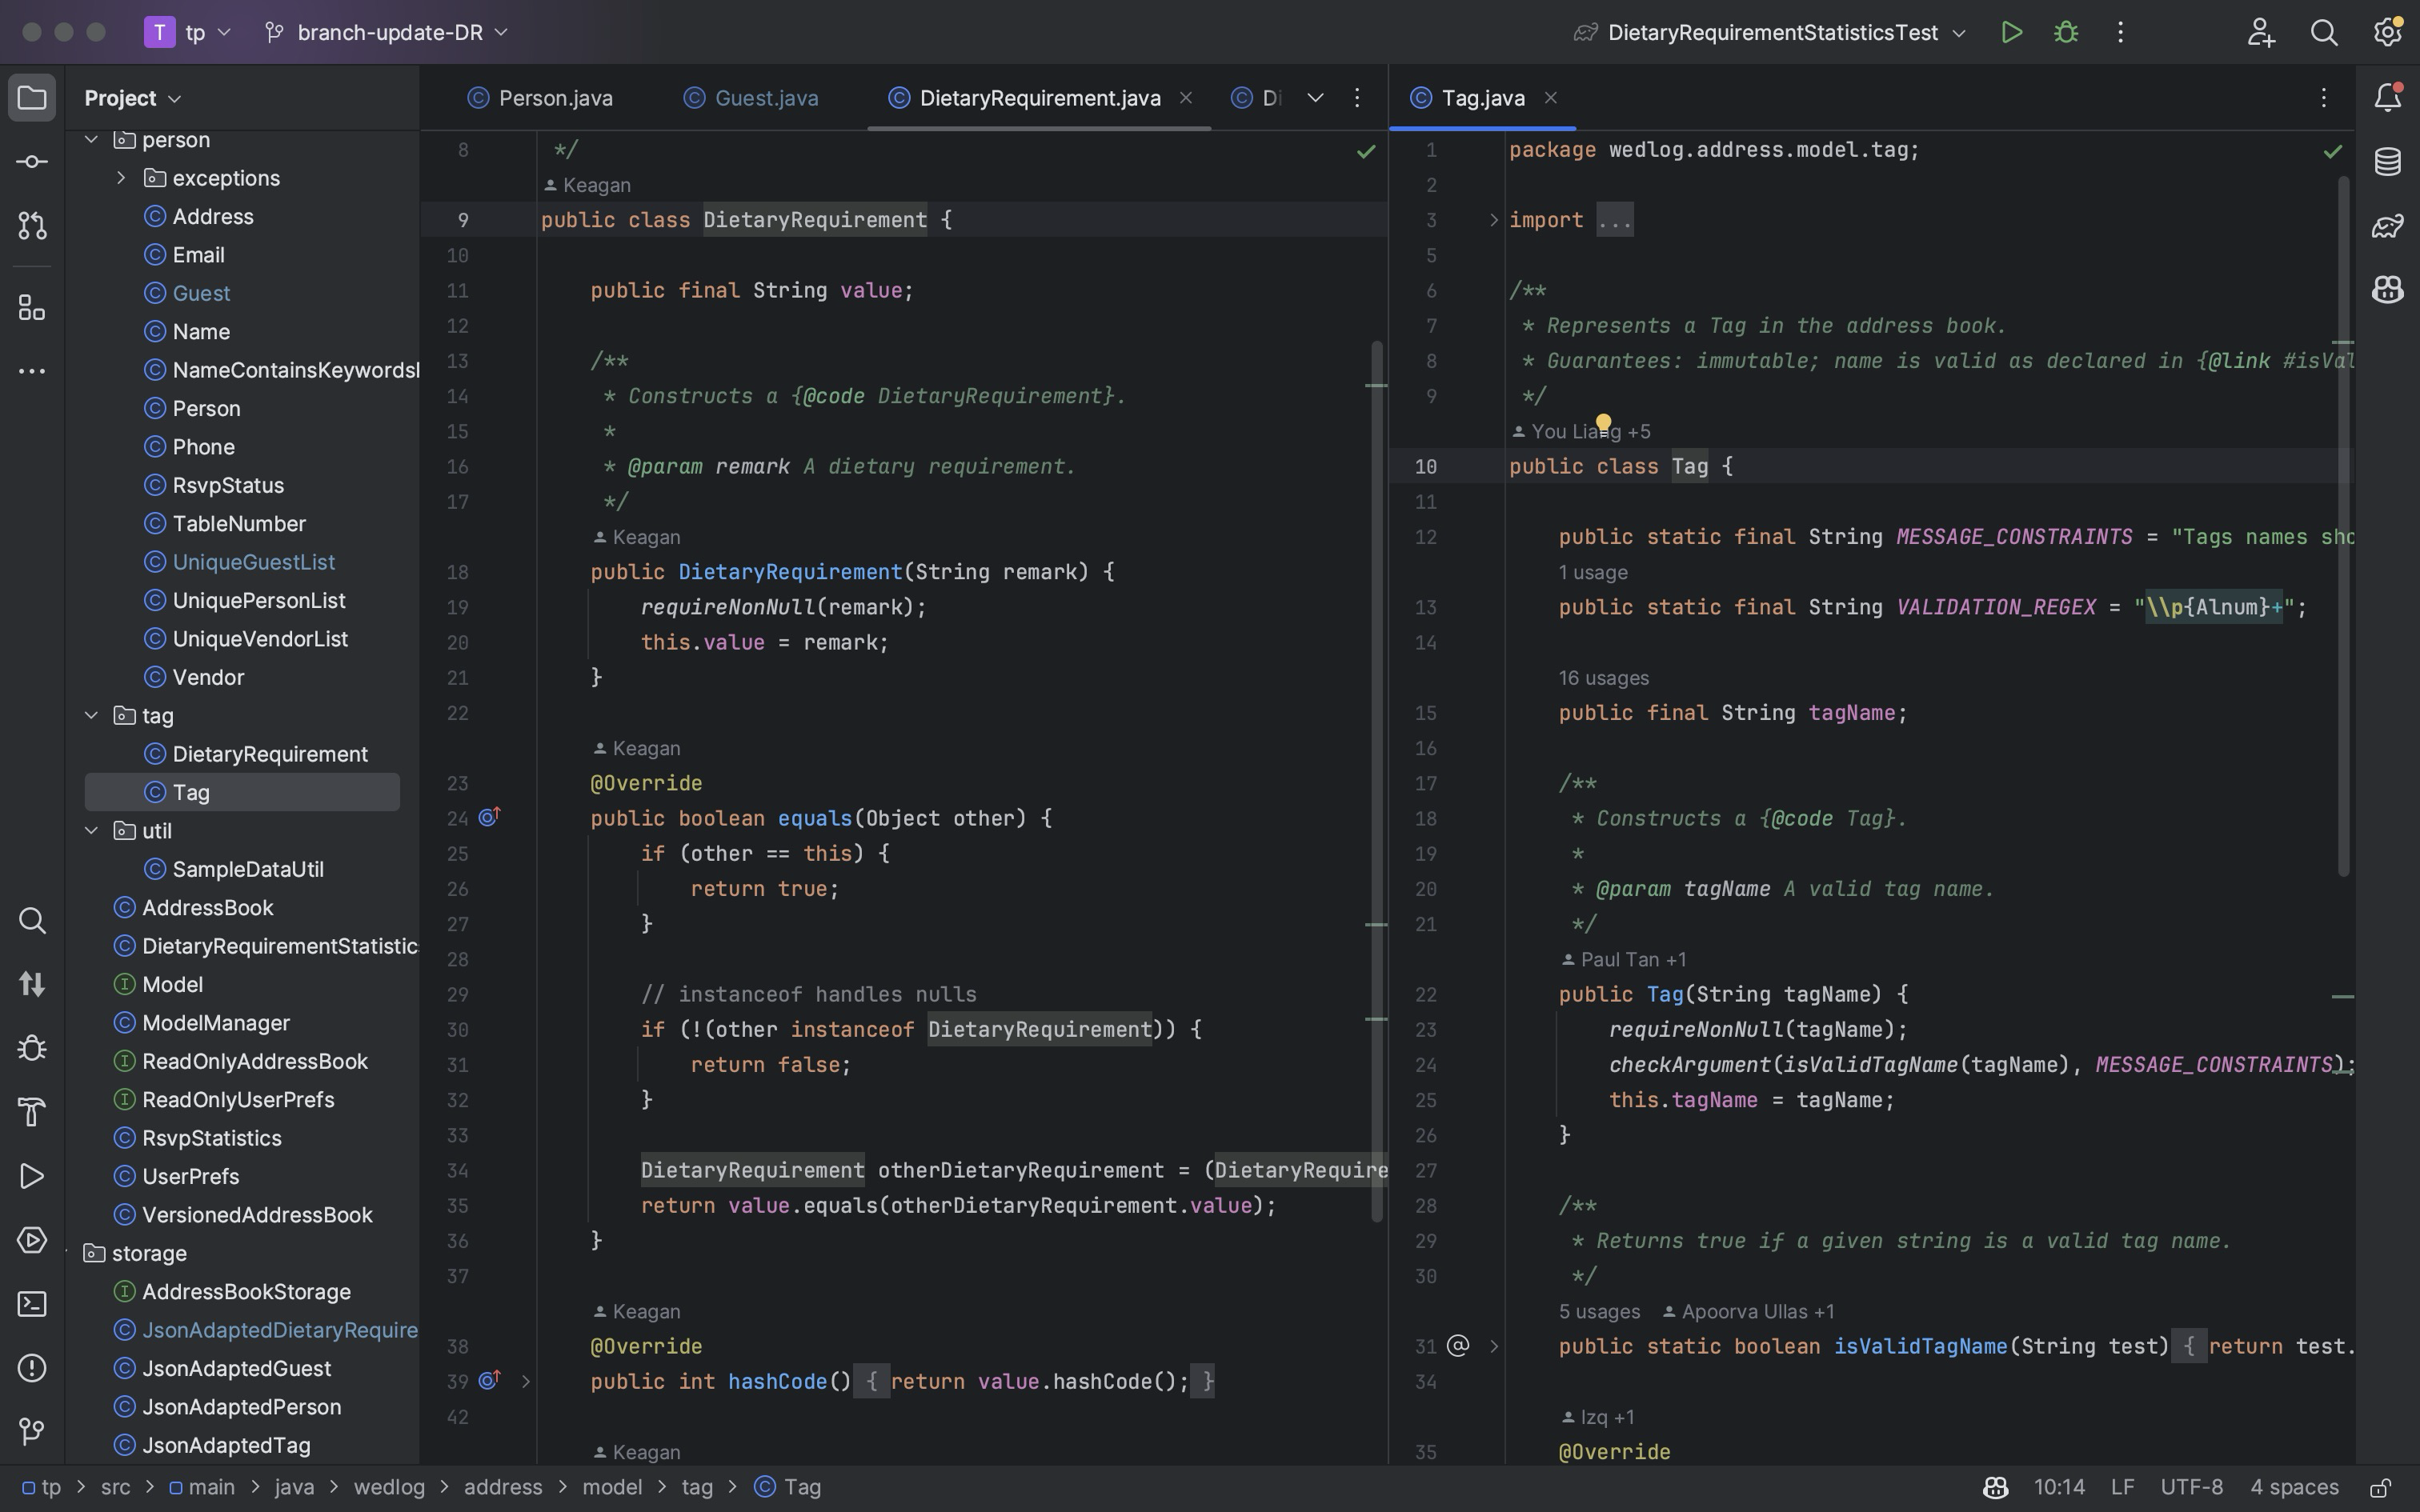 T tp branch-update-DR DietaryRequirementStatisticsTest
Project
person
exceptions
Address
Email
Guest
Name
NameContainsKeywords
Person
Phone
RsvpStatus
TableNumber
UniqueGuestList
UniquePersonList
UniqueVendorList
Vendor
tag
DietaryRequirement
Tag
util
SampleDataUtil
AddressBook
DietaryRequirementStatistic
Model
ModelManager
ReadOnlyAddressBook
ReadOnlyUserPrefs
RsvpStatistics
UserPrefs
VersionedAddressBook
storage
AddressBookStorage
JsonAdaptedDietaryRequire
JsonAdaptedGuest
JsonAdaptedPerson
JsonAdaptedTag
Person.java Guest.java DietaryRequirement.java Di
8 */
Keagan
9 public class DietaryRequirement {
10
11 public final String value;
12
13 /**
14 * Constructs a {@code DietaryRequirement}.
15 *
16 * @param remark A dietary requirement.
17 */
Keagan
18 public DietaryRequirement(String remark) {
19 requireNonNull(remark);
20 this.value = remark;
21 }
22
Keagan
23 @Override
24 public boolean equals(Object other) {
25 if (other == this) {
26 return true;
27 }
28
29 // instanceof handles nulls
30 if (!(other instanceof DietaryRequirement)) {
31 return false;
32 }
33
34 DietaryRequirement otherDietaryRequirement = (DietaryRequire
35 return value.equals(otherDietaryRequirement.value);
36 }
37
Keagan
38 @Override
39 public int hashCode() { return value.hashCode(); }
42
Keagan
Tag.java
1 package wedlog.address.model.tag;
2
3 import ...
5
6 /**
7 * Represents a Tag in the address book.
8 * Guarantees: immutable; name is valid as declared in {@link #isVal
9 */
You Liang +5
10 public class Tag {
11
12 public static final String MESSAGE_CONSTRAINTS = "Tags names sho
1 usage
13 public static final String VALIDATION_REGEX = "\\p{Alnum}+";
14
16 usages
15 public final String tagName;
16
17 /**
18 * Constructs a {@code Tag}.
19 *
20 * @param tagName A valid tag name.
21 */
Paul Tan +1
22 public Tag(String tagName) {
23 requireNonNull(tagName);
24 checkArgument(isValidTagName(tagName), MESSAGE_CONSTRAINTS);
25 this.tagName = tagName;
26 }
27
28 /**
29 * Returns true if a given string is a valid tag name.
30 */
5 usages Apoorva Ullas +1
31 public static boolean isValidTagName(String test) { return test.
34
Izq +1
35 @Override
tp > src > main > java > wedlog > address > model > tag > Tag 10:14 LF UTF-8 4 spaces